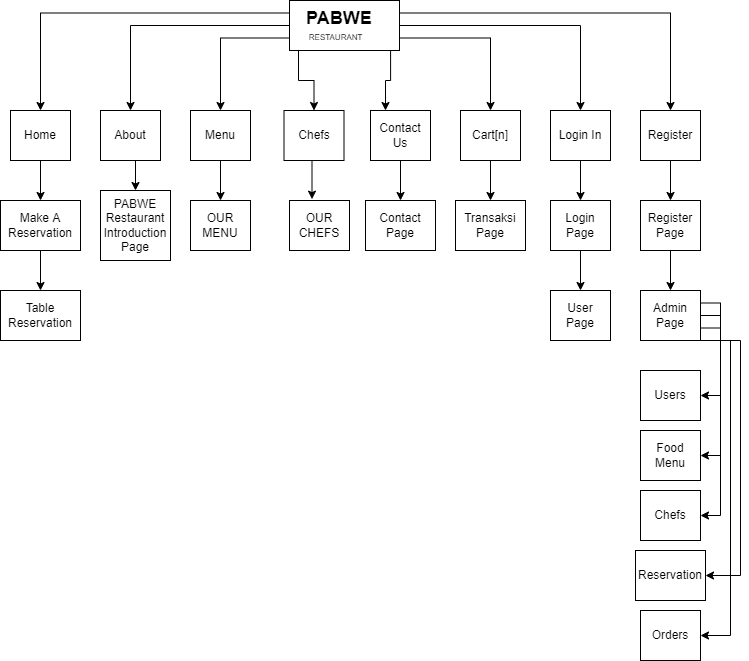 PABWE
RESTAURANT
Home
About
Menu
Chefs
Contact
Us
Cart[n]
Login In
Register
Make A
Reservation
PABWE
Restaurant
Introduction
Page
OUR
MENU
OUR
CHEFS
Contact
Page
Transaksi
Page
Login
Page
Register
Page
Table
Reservation
User
Page
Admin
Page
Users
Food
Menu
Chefs
Reservation
Orders